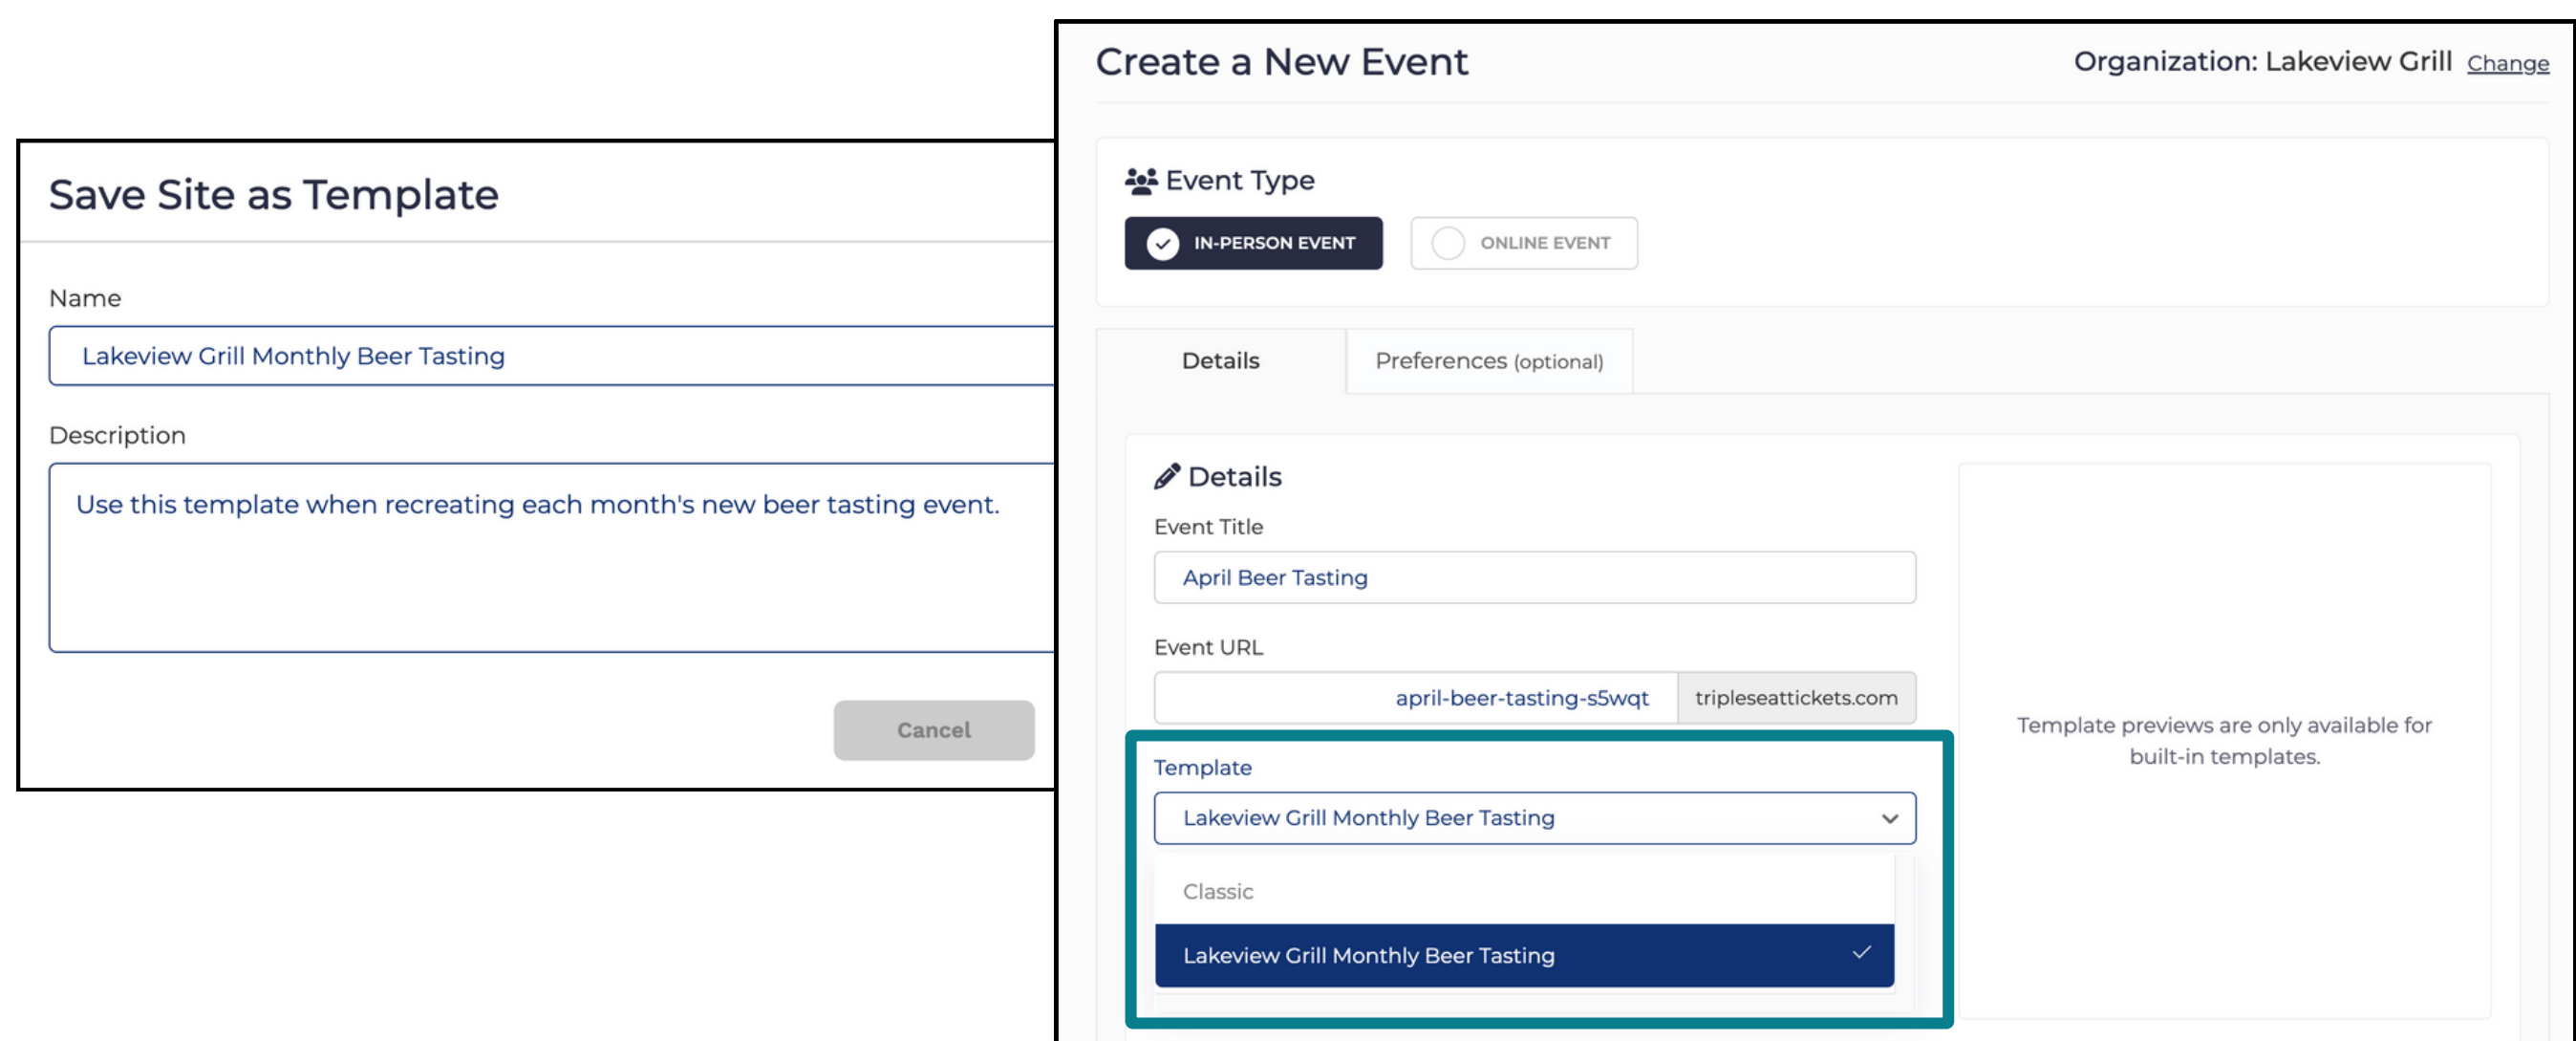 Save Site as Template
Name
Lakeview Grill Monthly Beer Tasting
Description
Use this template when recreating each month's new beer tasting event.
Cancel
Create a New Event
Organization: Lakeview Grill Change
Event Type
IN-PERSON EVENT
ONLINE EVENT
Details
Preferences (optional)
Details
Event Title
April Beer Tasting
Event URL
april-beer-tasting-s5wqt
tripleseattickets.com
Template
Lakeview Grill Monthly Beer Tasting
Classic
Lakeview Grill Monthly Beer Tasting
Template previews are only available for
built-in templates.